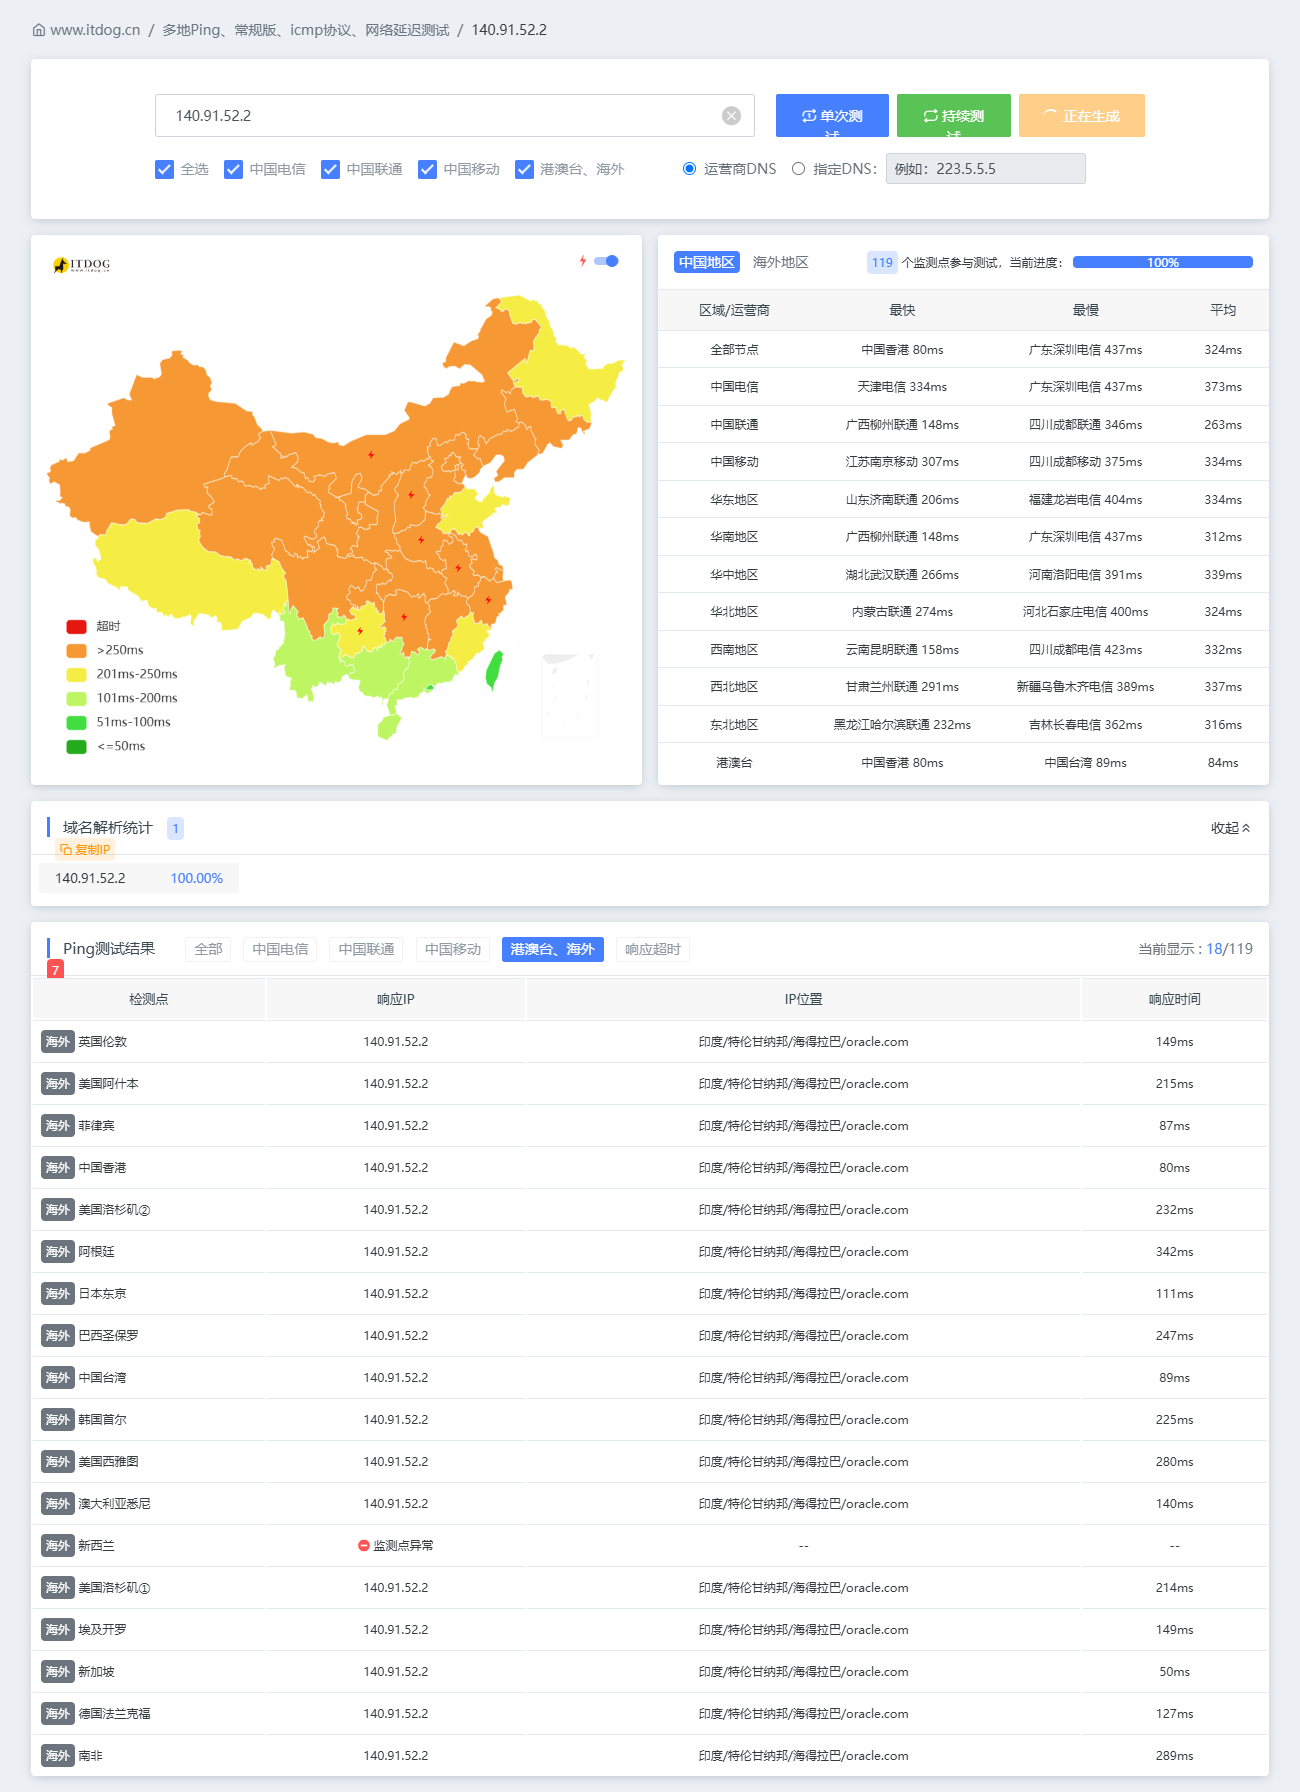 www.itdog.cn / 多地Ping、常规版、icmp协议、网络延迟测试 / 140.91.52.2
140.91.52.2
单次测试
持续测试
正在生成
全选 中国电信 中国联通 中国移动 港澳台、海外
运营商DNS 指定DNS： 例如：223.5.5.5
ITDOG
www.itdog.cn
超时
>250ms
201ms-250ms
101ms-200ms
51ms-100ms
<=50ms
中国地区 海外地区 119 个监测点参与测试，当前进度： 100%
区域/运营商 最快 最慢 平均
全部节点 中国香港 80ms 广东深圳电信 437ms 324ms
中国电信 天津电信 334ms 广东深圳电信 437ms 373ms
中国联通 广西柳州联通 148ms 四川成都联通 346ms 263ms
中国移动 江苏南京移动 307ms 四川成都移动 375ms 334ms
华东地区 山东济南联通 206ms 福建龙岩电信 404ms 334ms
华南地区 广西柳州联通 148ms 广东深圳电信 437ms 312ms
华中地区 湖北武汉联通 266ms 河南洛阳电信 391ms 339ms
华北地区 内蒙古联通 274ms 河北石家庄电信 400ms 324ms
西南地区 云南昆明联通 158ms 四川成都电信 423ms 332ms
西北地区 甘肃兰州联通 291ms 新疆乌鲁木齐电信 389ms 337ms
东北地区 黑龙江哈尔滨联通 232ms 吉林长春电信 362ms 316ms
港澳台 中国香港 80ms 中国台湾 89ms 84ms
域名解析统计 1 收起
复制IP
140.91.52.2 100.00%
Ping测试结果 全部 中国电信 中国联通 中国移动 港澳台、海外 响应超时 当前显示 : 18/119
7
检测点 响应IP IP位置 响应时间
海外 英国伦敦 140.91.52.2 印度/特伦甘纳邦/海得拉巴/oracle.com 149ms
海外 美国阿什本 140.91.52.2 印度/特伦甘纳邦/海得拉巴/oracle.com 215ms
海外 菲律宾 140.91.52.2 印度/特伦甘纳邦/海得拉巴/oracle.com 87ms
海外 中国香港 140.91.52.2 印度/特伦甘纳邦/海得拉巴/oracle.com 80ms
海外 美国洛杉矶② 140.91.52.2 印度/特伦甘纳邦/海得拉巴/oracle.com 232ms
海外 阿根廷 140.91.52.2 印度/特伦甘纳邦/海得拉巴/oracle.com 342ms
海外 日本东京 140.91.52.2 印度/特伦甘纳邦/海得拉巴/oracle.com 111ms
海外 巴西圣保罗 140.91.52.2 印度/特伦甘纳邦/海得拉巴/oracle.com 247ms
海外 中国台湾 140.91.52.2 印度/特伦甘纳邦/海得拉巴/oracle.com 89ms
海外 韩国首尔 140.91.52.2 印度/特伦甘纳邦/海得拉巴/oracle.com 225ms
海外 美国西雅图 140.91.52.2 印度/特伦甘纳邦/海得拉巴/oracle.com 280ms
海外 澳大利亚悉尼 140.91.52.2 印度/特伦甘纳邦/海得拉巴/oracle.com 140ms
海外 新西兰 监测点异常 -- --
海外 美国洛杉矶① 140.91.52.2 印度/特伦甘纳邦/海得拉巴/oracle.com 214ms
海外 埃及开罗 140.91.52.2 印度/特伦甘纳邦/海得拉巴/oracle.com 149ms
海外 新加坡 140.91.52.2 印度/特伦甘纳邦/海得拉巴/oracle.com 50ms
海外 德国法兰克福 140.91.52.2 印度/特伦甘纳邦/海得拉巴/oracle.com 127ms
海外 南非 140.91.52.2 印度/特伦甘纳邦/海得拉巴/oracle.com 289ms